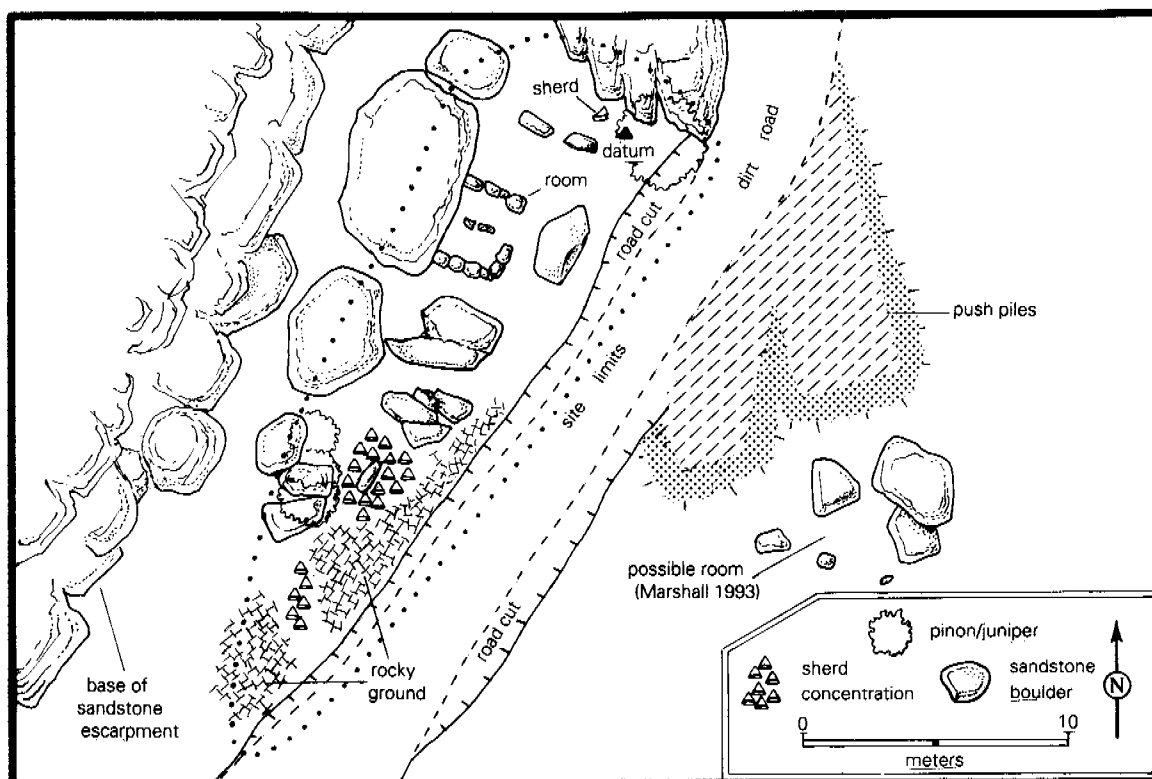 sherd
datum
room
road cut
dirt road
site limits
push piles
road cut
possible room
(Marshall 1993)
rocky
ground
base of
sandstone
escarpment
pinon/juniper
sherd
concentration
sandstone
boulder
N
0 10
meters